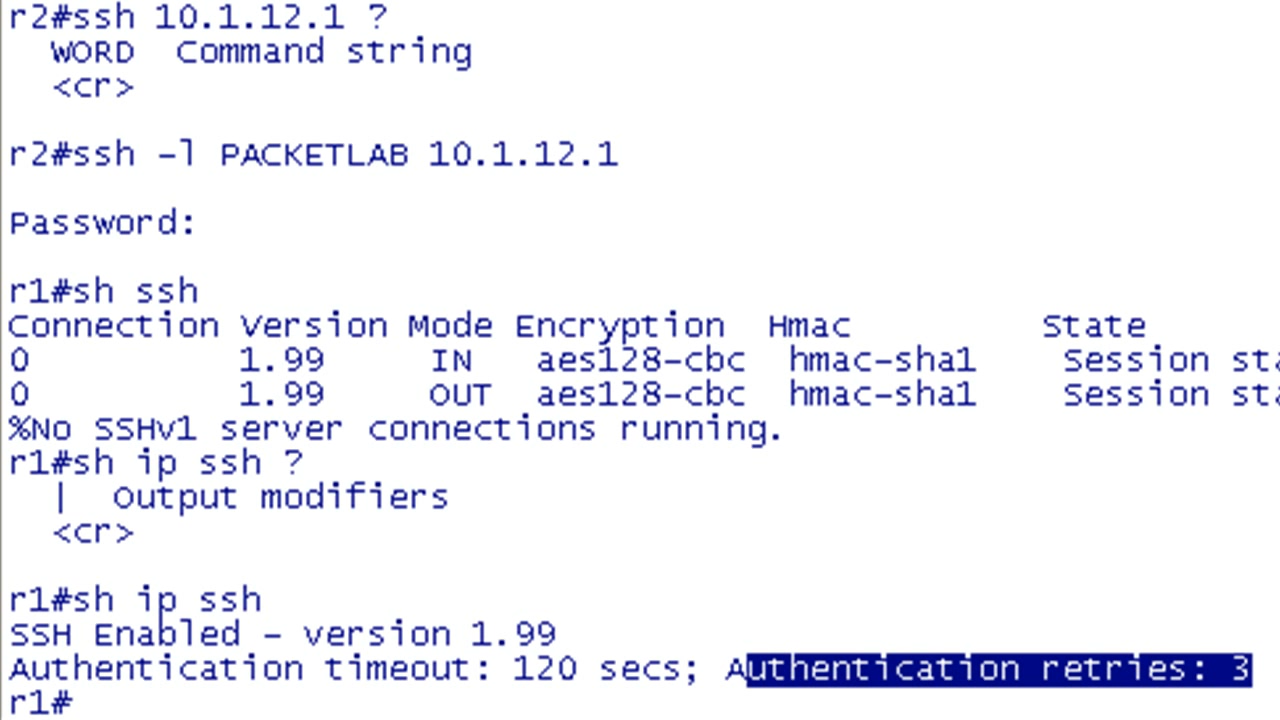 r2#ssh 10.1.12.1 ?
  WORD  Command string
  <cr>

r2#ssh -l PACKETLAB 10.1.12.1

Password:

r1#sh ssh
Connection Version Mode Encryption  Hmac         State
0          1.99     IN   aes128-cbc  hmac-sha1    Session sta
0          1.99     OUT  aes128-cbc  hmac-sha1    Session sta
%No SSHv1 server connections running.
r1#sh ip ssh ?
  |  Output modifiers
  <cr>

r1#sh ip ssh
SSH Enabled - version 1.99
Authentication timeout: 120 secs; Authentication retries: 3
r1#